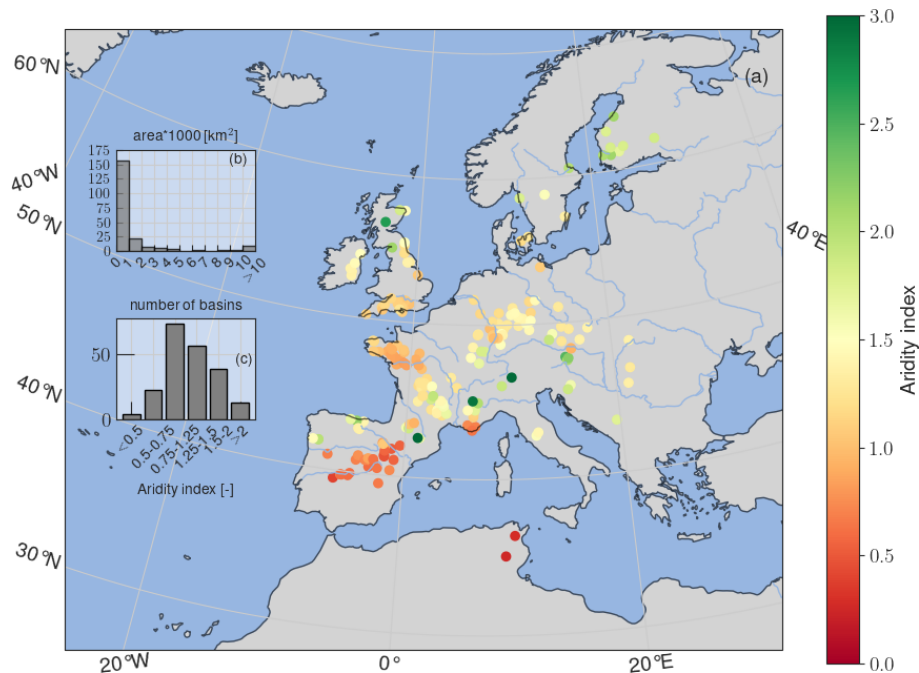 60°N
40°W
50°N
40°N
30°N
20°W
0°
20°E
40°E
(a)
area*1000 [km²]
(b)
175
150
125
100
75
50
25
0
0 1 2 3 4 5 6 7 8 9 10 >10
number of basins
(c)
50
0
<0.5 0.5-0.75 0.75-1.25 1.25-1.5 1.5-2 >2
Aridity index [-]
3.0
2.5
2.0
1.5
1.0
0.5
0.0
Aridity index